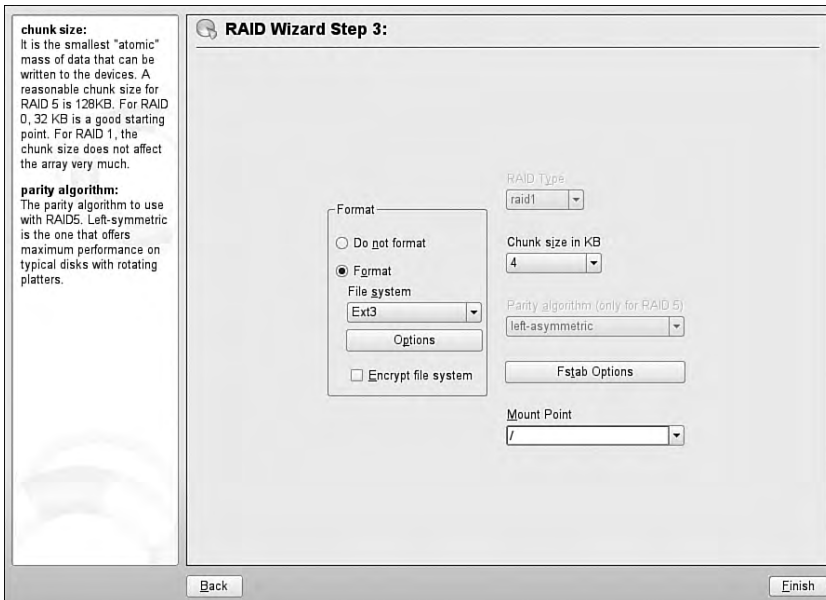 chunk size:
It is the smallest "atomic"
mass of data that can be
written to the devices. A
reasonable chunk size for
RAID 5 is 128KB. For RAID
0, 32 KB is a good starting
point. For RAID 1, the
chunk size does not affect
the array very much.
parity algorithm:
The parity algorithm to use
with RAID5. Left-symmetric
is the one that offers
maximum performance on
typical disks with rotating
platters.
RAID Wizard Step 3:
Format
Do not format
Format
File system
Ext3
Options
Encrypt file system
RAID Type
raid1
Chunk size in KB
4
Parity algorithm (only for RAID 5)
left-asymmetric
Fstab Options
Mount Point
/
Back
Finish